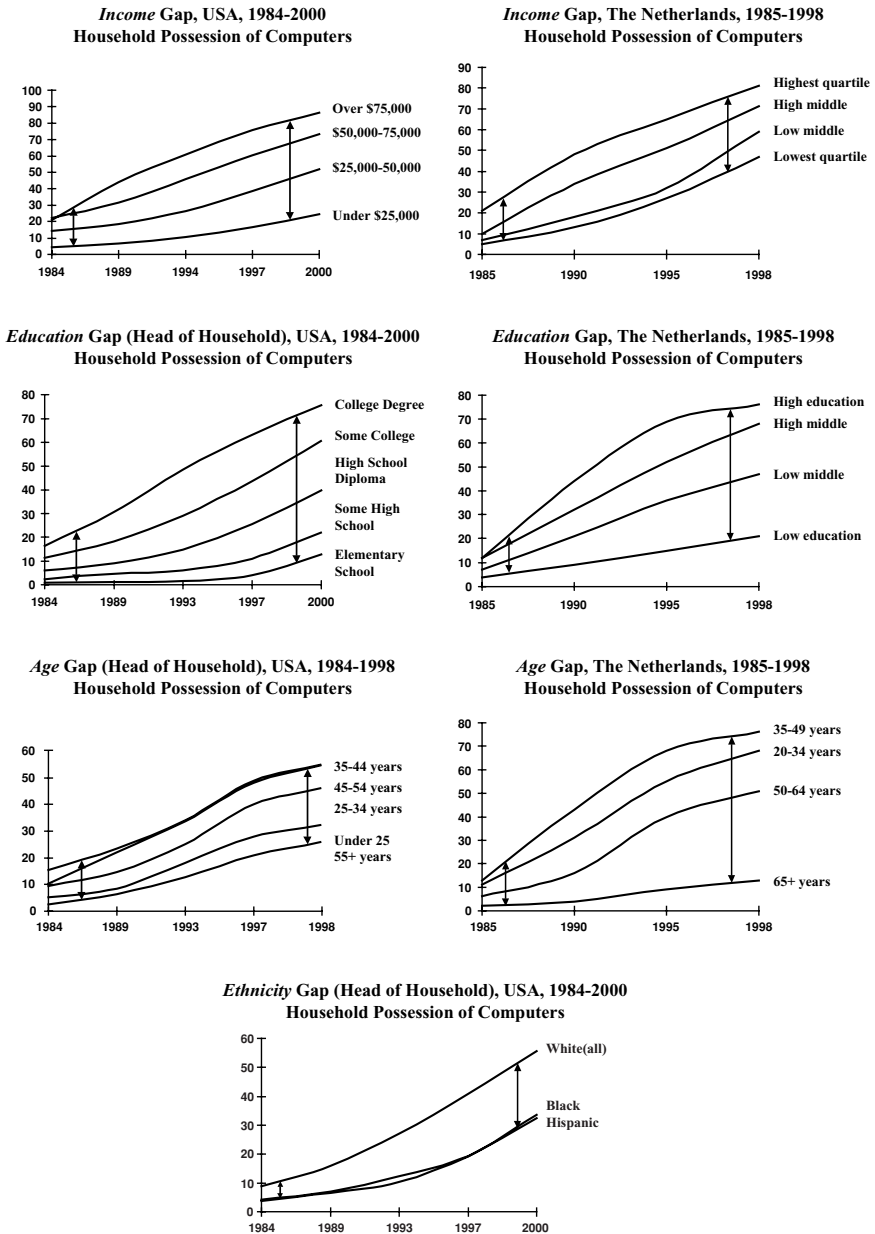 Income Gap, USA, 1984-2000
Household Possession of Computers
100
90
80
70
60
50
40
30
20
10
0
1984 1989 1994 1997 2000
Over $75,000
$50,000-75,000
$25,000-50,000
Under $25,000
Income Gap, The Netherlands, 1985-1998
Household Possession of Computers
90
80
70
60
50
40
30
20
10
0
1985 1990 1995 1998
Highest quartile
High middle
Low middle
Lowest quartile
Education Gap (Head of Household), USA, 1984-2000
Household Possession of Computers
80
70
60
50
40
30
20
10
0
1984 1989 1993 1997 2000
College Degree
Some College
High School
Diploma
Some High
School
Elementary
School
Education Gap, The Netherlands, 1985-1998
Household Possession of Computers
80
70
60
50
40
30
20
10
0
1985 1990 1995 1998
High education
High middle
Low middle
Low education
Age Gap (Head of Household), USA, 1984-1998
Household Possession of Computers
60
50
40
30
20
10
0
1984 1989 1993 1997 1998
35-44 years
45-54 years
25-34 years
Under 25
55+ years
Age Gap, The Netherlands, 1985-1998
Household Possession of Computers
80
70
60
50
40
30
20
10
0
1985 1990 1995 1998
35-49 years
20-34 years
50-64 years
65+ years
Ethnicity Gap (Head of Household), USA, 1984-2000
Household Possession of Computers
60
50
40
30
20
10
0
1984 1989 1993 1997 2000
White(all)
Black
Hispanic